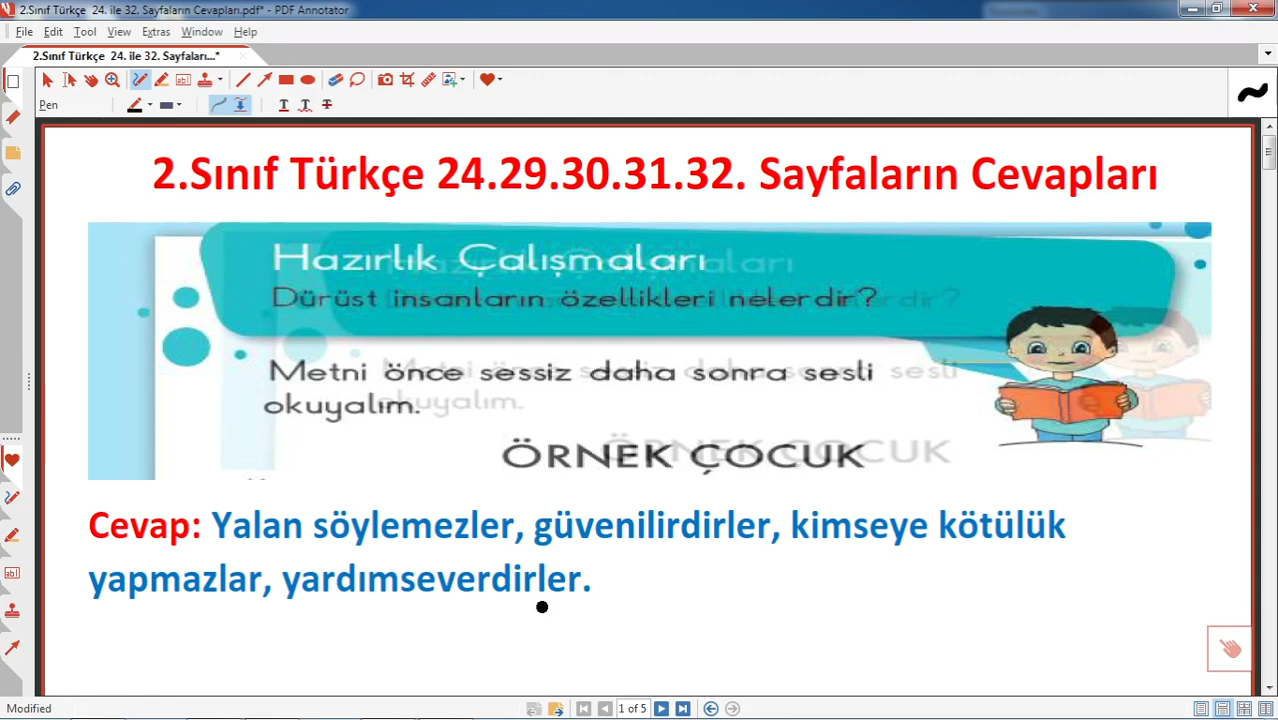 2.Sınıf Türkçe  24. ile 32. Sayfaların Cevapları.pdf* - PDF Annotator
File Edit Tool View Extras Window Help
2.Sınıf Türkçe  24. ile 32. Sayfaları...*
Pen
2.Sınıf Türkçe 24.29.30.31.32. Sayfaların Cevapları
Hazırlık Çalışmaları
Dürüst insanların özellikleri nelerdir?
Metni önce sessiz daha sonra sesli
okuyalım.
ÖRNEK ÇOCUK
Cevap: Yalan söylemezler, güvenilirdirler, kimseye kötülük
yapmazlar, yardımseverdirler.
Modified
1 of 5